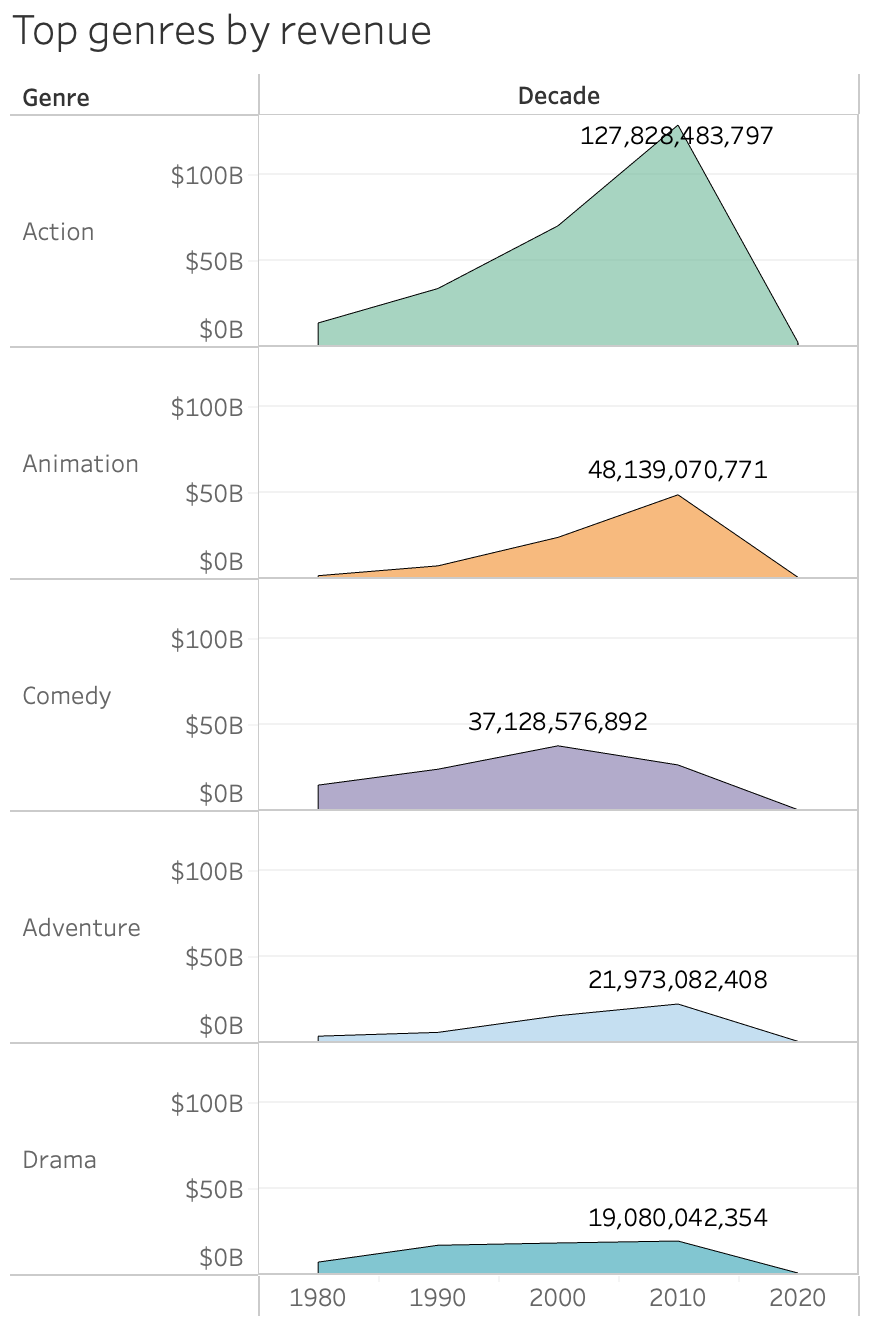 Top genres by revenue
Genre Decade
127,828,483,797
$100B
Action
$50B
$0B
$100B
Animation
48,139,070,771
$50B
$0B
$100B
Comedy
37,128,576,892
$50B
$0B
$100B
Adventure
$50B
21,973,082,408
$0B
$100B
Drama
$50B
19,080,042,354
$0B
1980 1990 2000 2010 2020